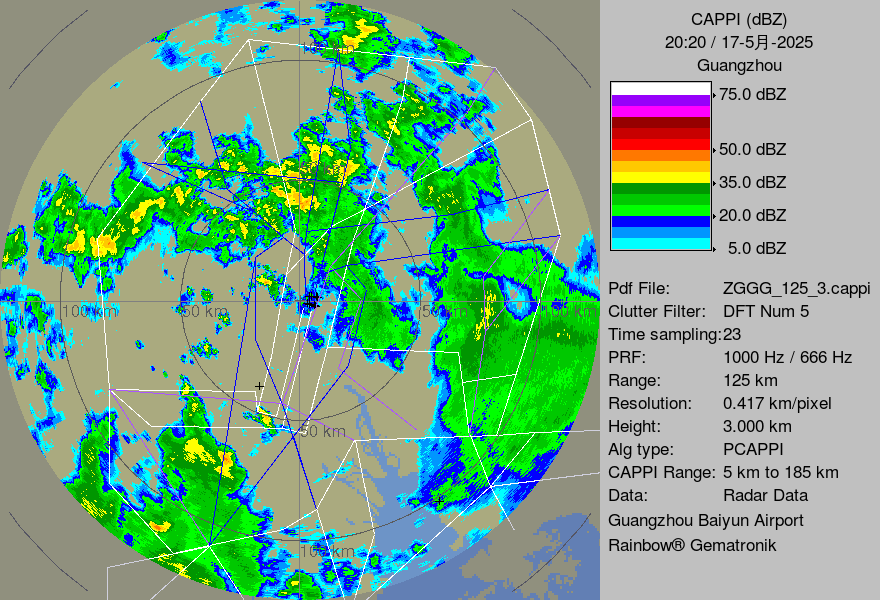 CAPPI (dBZ)
20:20 / 17-5月-2025
Guangzhou
75.0 dBZ
50.0 dBZ
35.0 dBZ
20.0 dBZ
5.0 dBZ
Pdf File: ZGGG_125_3.cappi
Clutter Filter: DFT Num 5
Time sampling:23
PRF: 1000 Hz / 666 Hz
Range: 125 km
Resolution: 0.417 km/pixel
Height: 3.000 km
Alg type: PCAPPI
CAPPI Range: 5 km to 185 km
Data: Radar Data
Guangzhou Baiyun Airport
Rainbow® Gematronik
100 km
50 km
50 km
100 km
50 km
100 km